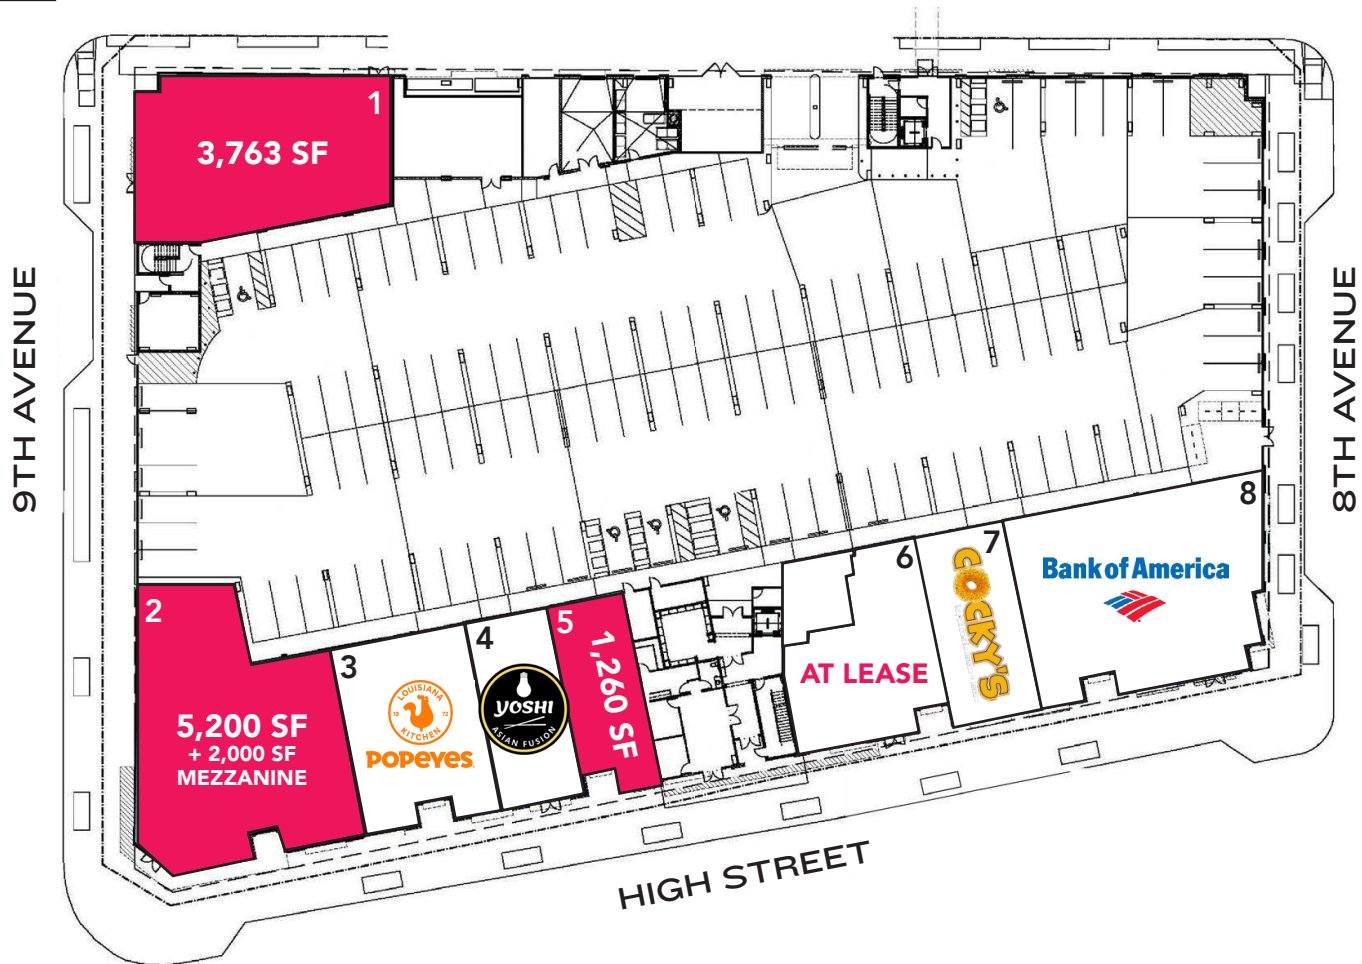 1
3,763 SF
9TH AVENUE
8TH AVENUE
2
5,200 SF
+ 2,000 SF
MEZZANINE
3
LOUISIANA
19 72
KITCHEN
POPEYES
4
YOSHI
ASIAN FUSION
5
1,260 SF
6
AT LEASE
7
COCKY'S
8
Bank of America
HIGH STREET